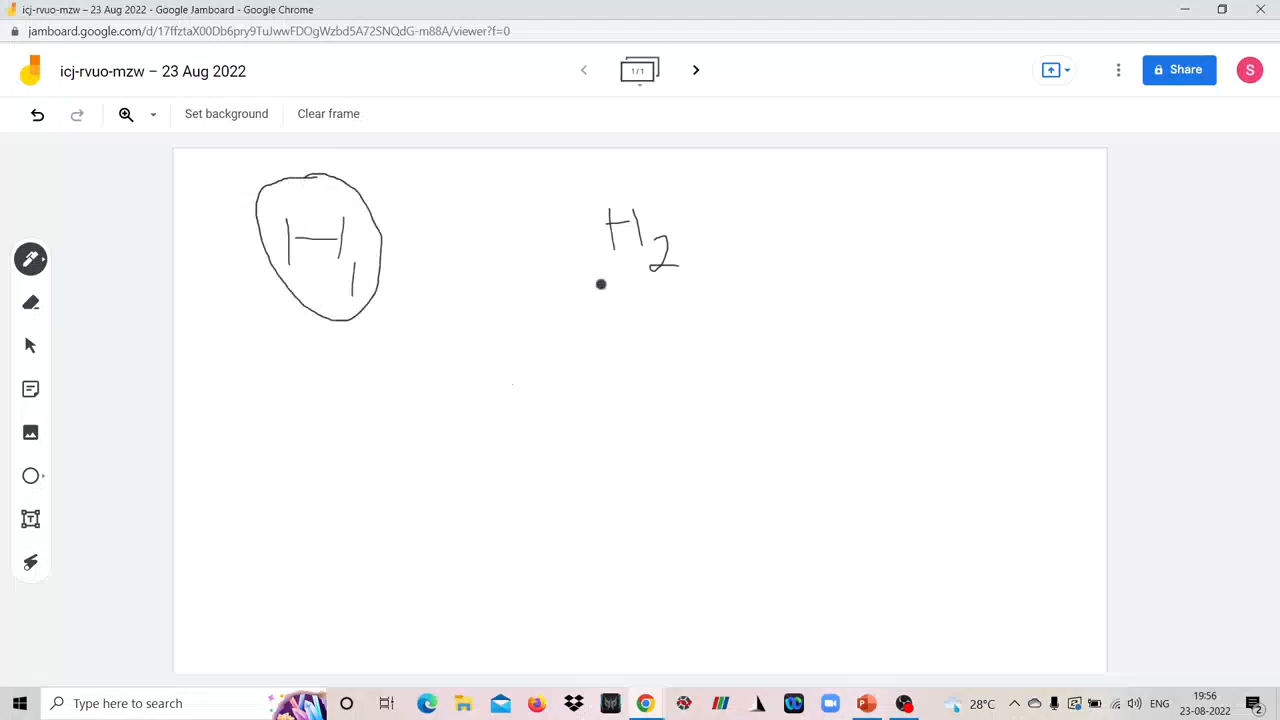 icj-rvuo-mzw – 23 Aug 2022 - Google Jamboard - Google Chrome
jamboard.google.com/d/17ffztaX00Db6pry9TuJwwFDOgWzbd5A72SNQdG-m88A/viewer?f=0
icj-rvuo-mzw – 23 Aug 2022
1/1
Share
S
Set background
Clear frame
H1
H2
Type here to search
28°C
ENG
19:56
23-08-2022
2